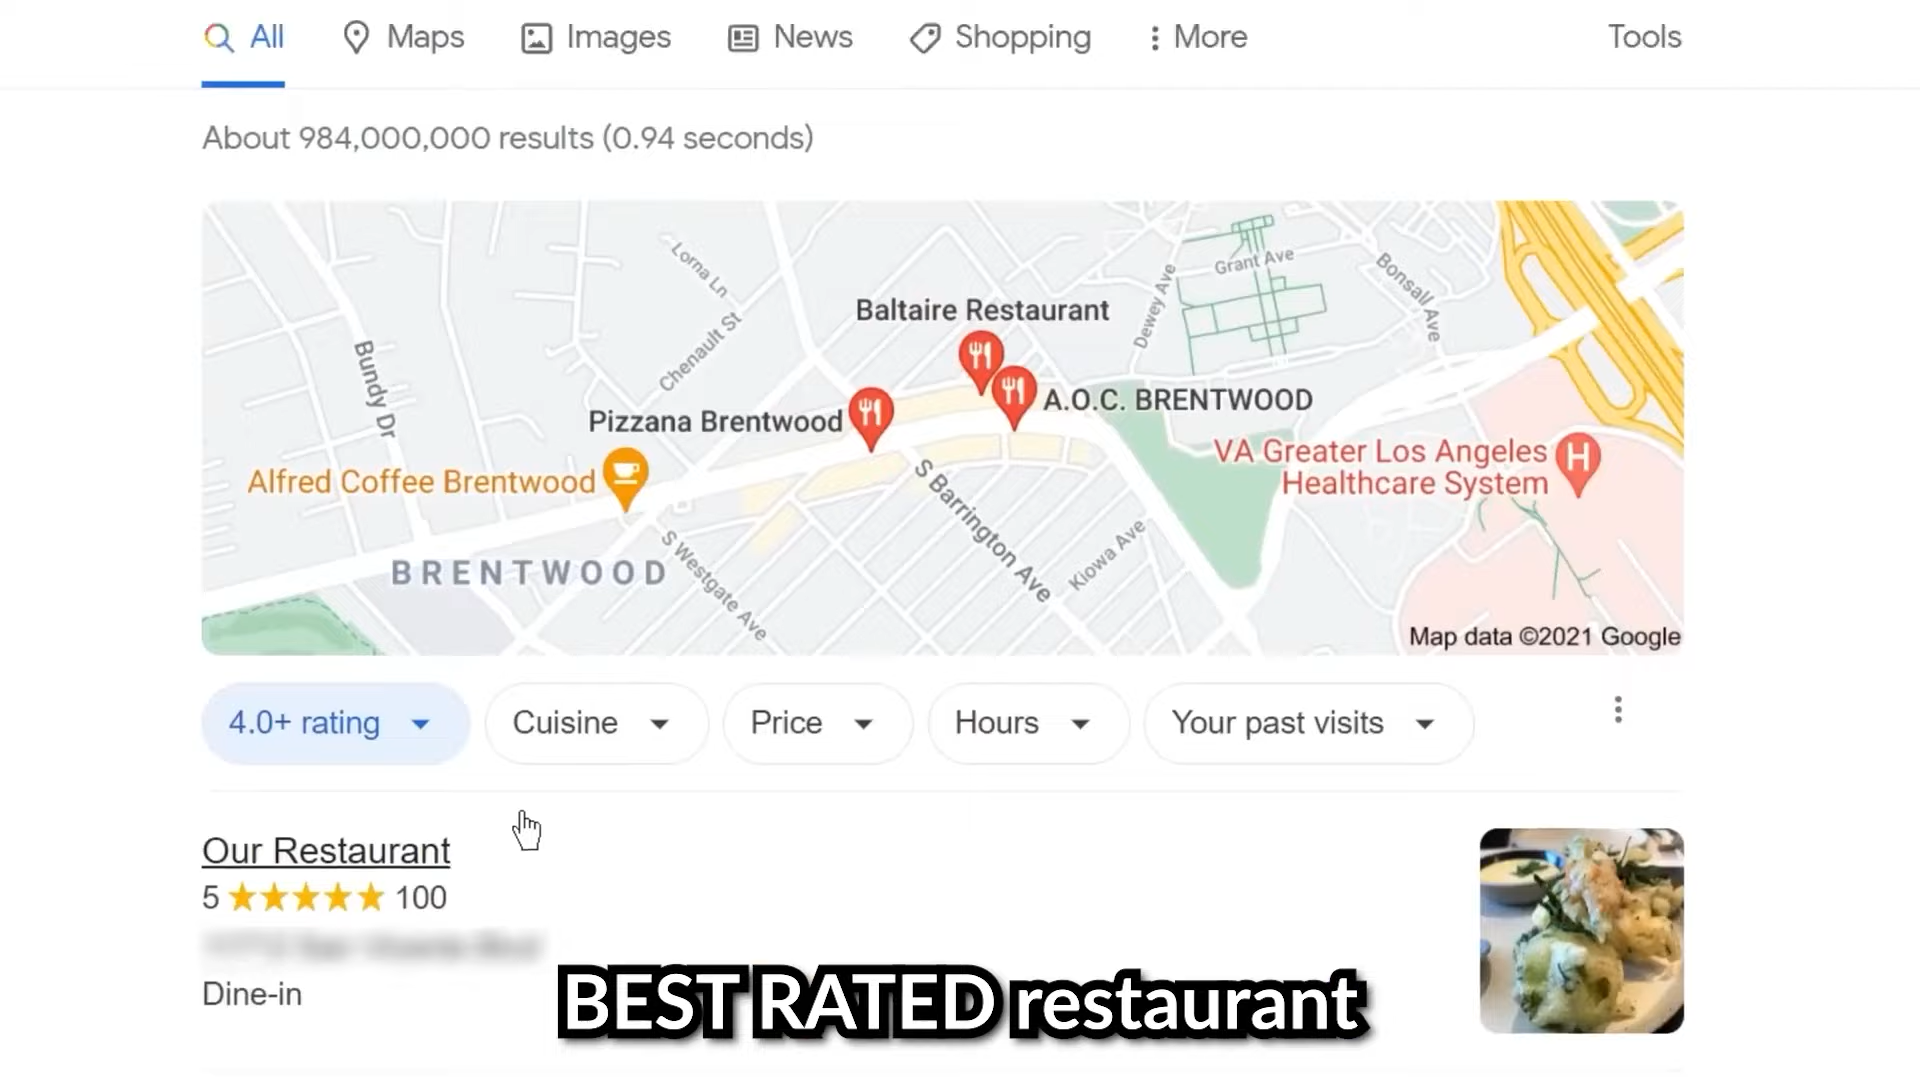 All Maps Images News Shopping More Tools
About 984,000,000 results (0.94 seconds)
Lorna Ln
Chenault St
Bundy Dr
Grant Ave
Dewey Ave
Bonsall Ave
Baltaire Restaurant
A.O.C. BRENTWOOD
Pizzana Brentwood
Alfred Coffee Brentwood
VA Greater Los Angeles
Healthcare System
S Barrington Ave
Kiowa Ave
S Westgate Ave
BRENTWOOD
Map data ©2021 Google
4.0+ rating Cuisine Price Hours Your past visits
Our Restaurant
5 100
Dine-in
BEST RATED restaurant